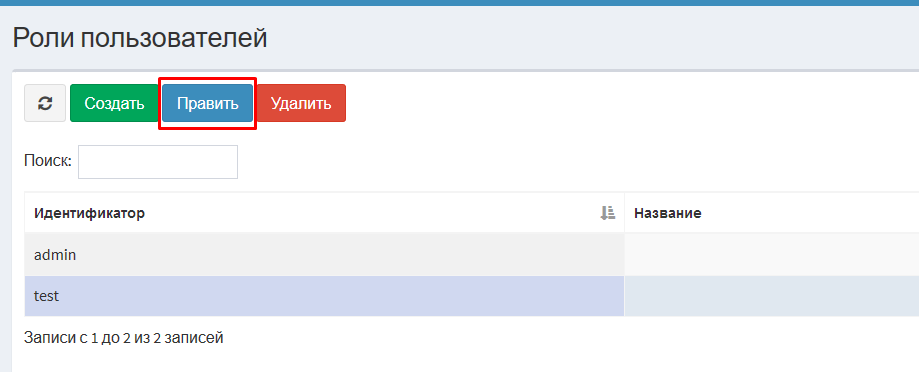 Роли пользователей
Создать Править Удалить
Поиск:
Идентификатор Название
admin
test
Записи с 1 до 2 из 2 записей